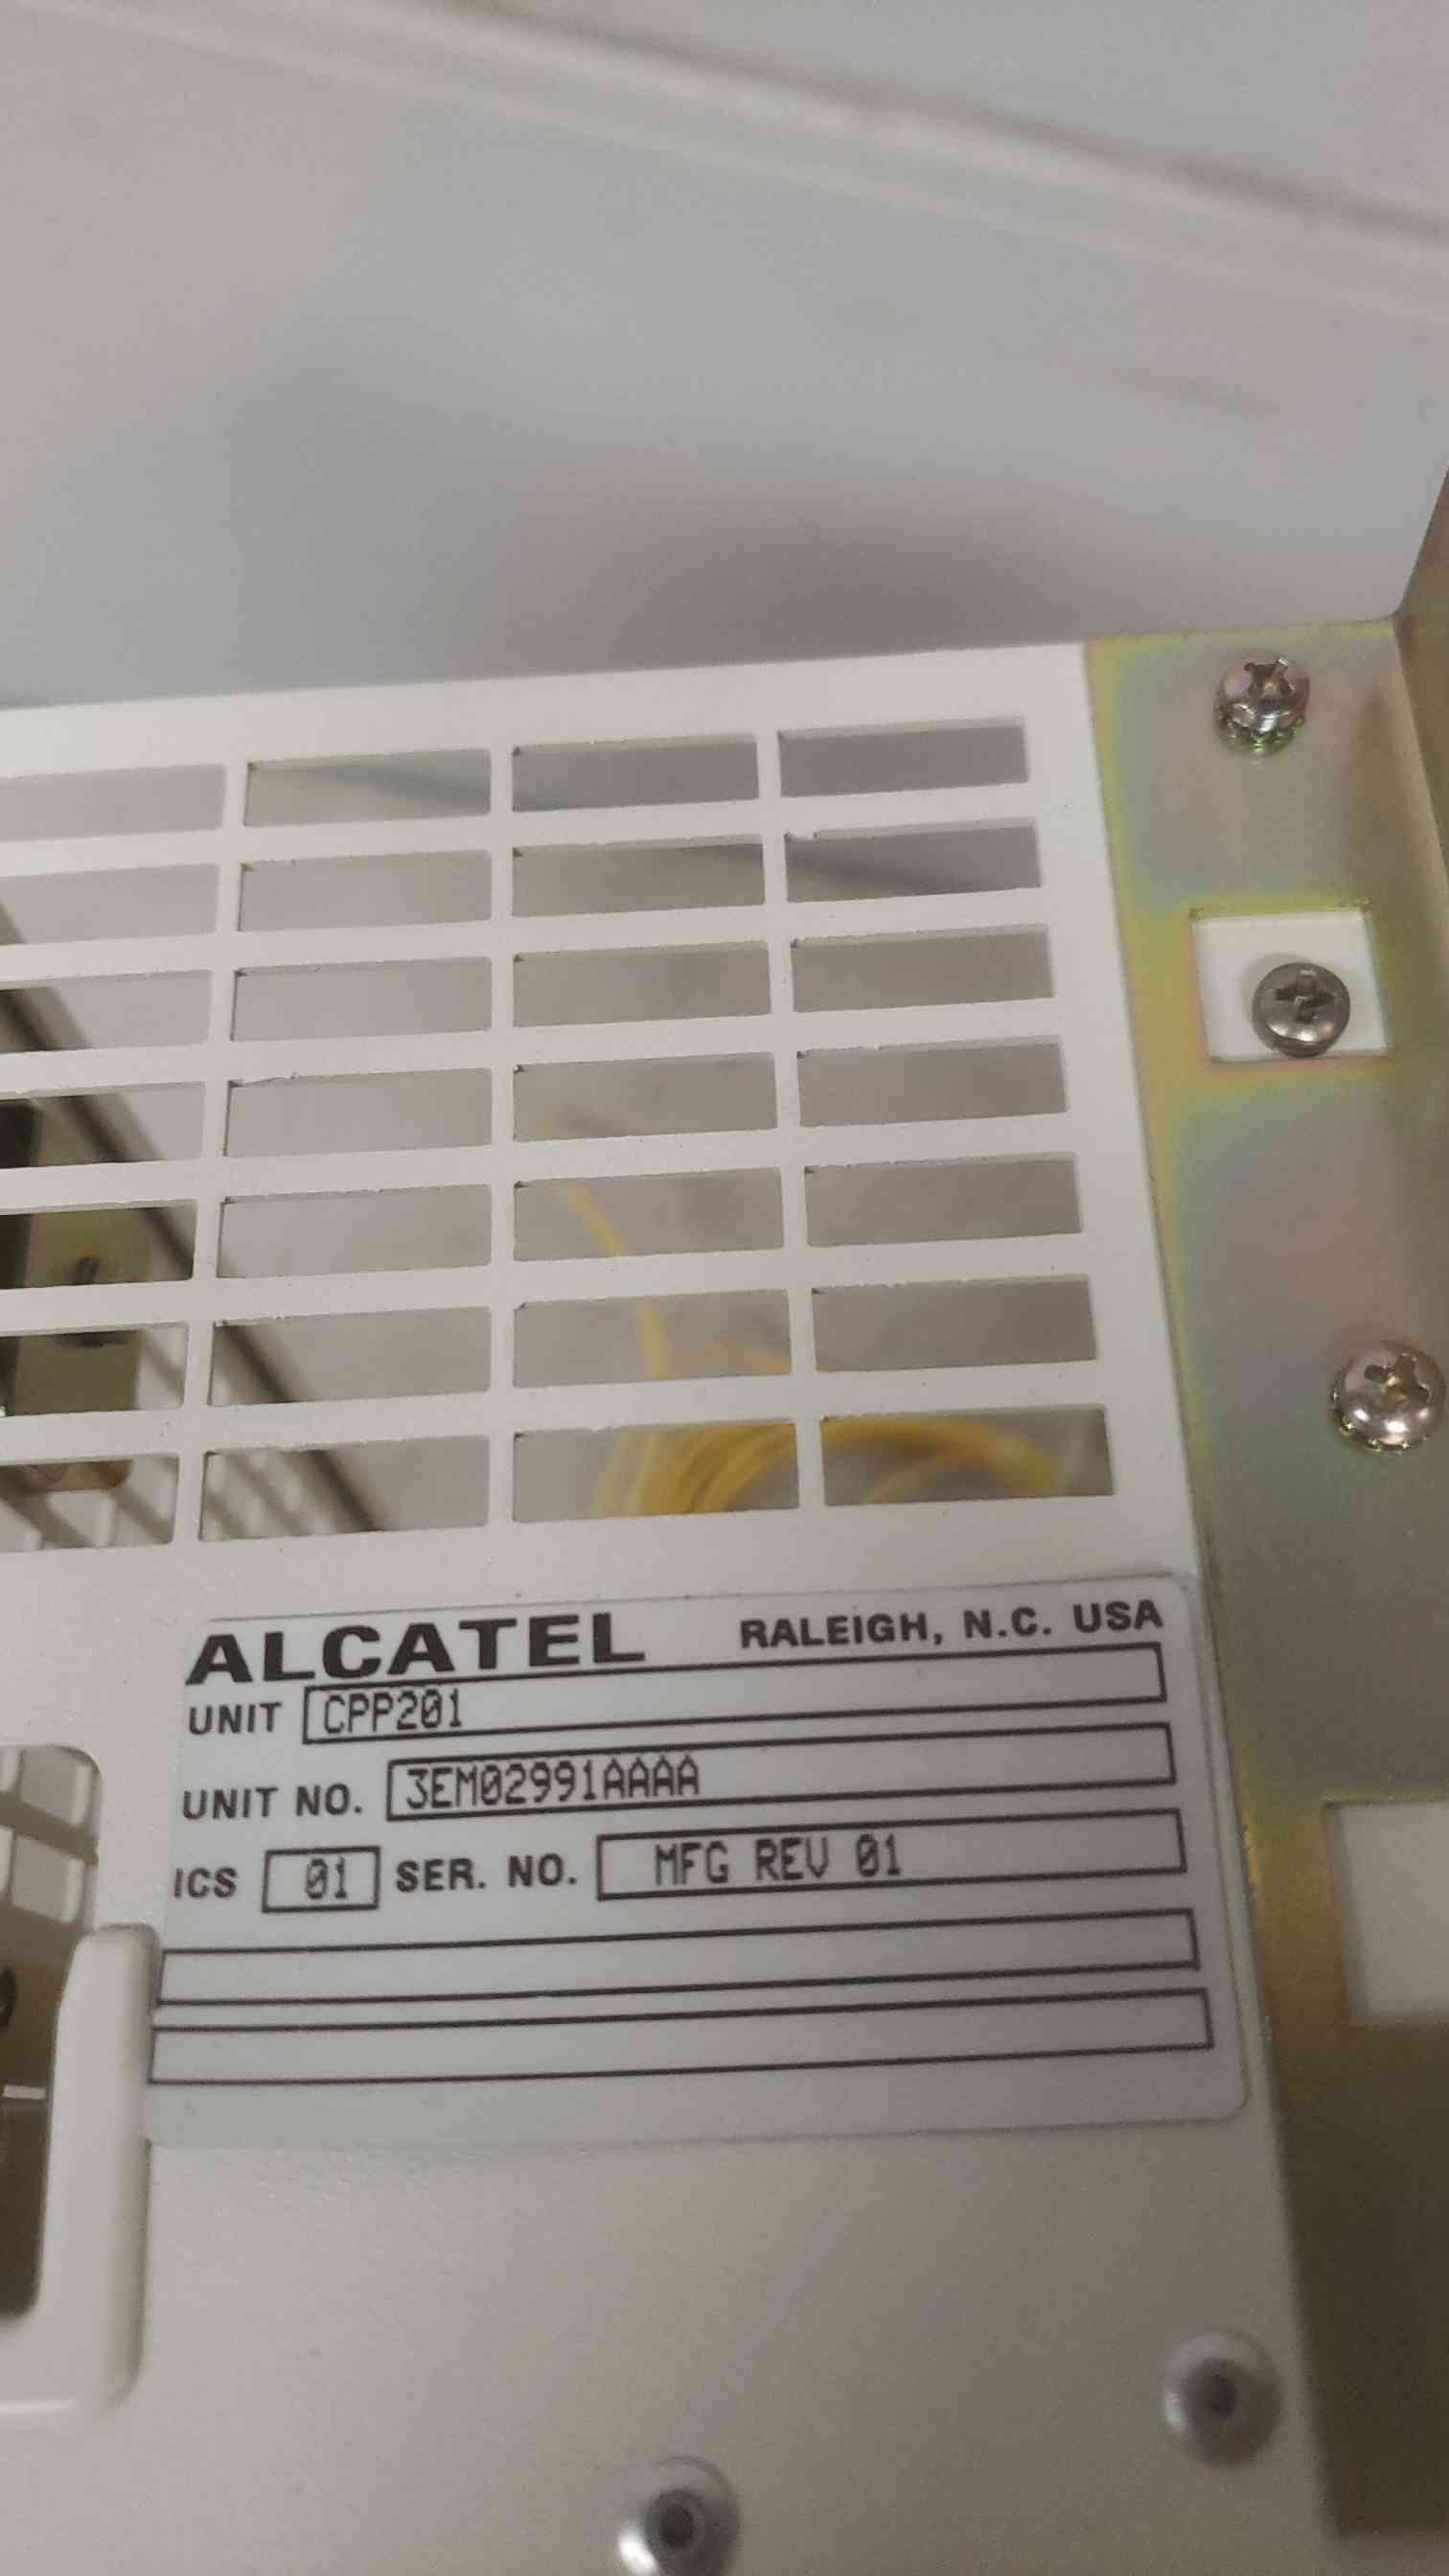 ALCATEL RALEIGH, N.C. USA
UNIT CPP201
UNIT NO. 3EM02991AAAA
ICS 01 SER. NO. MFG REV 01